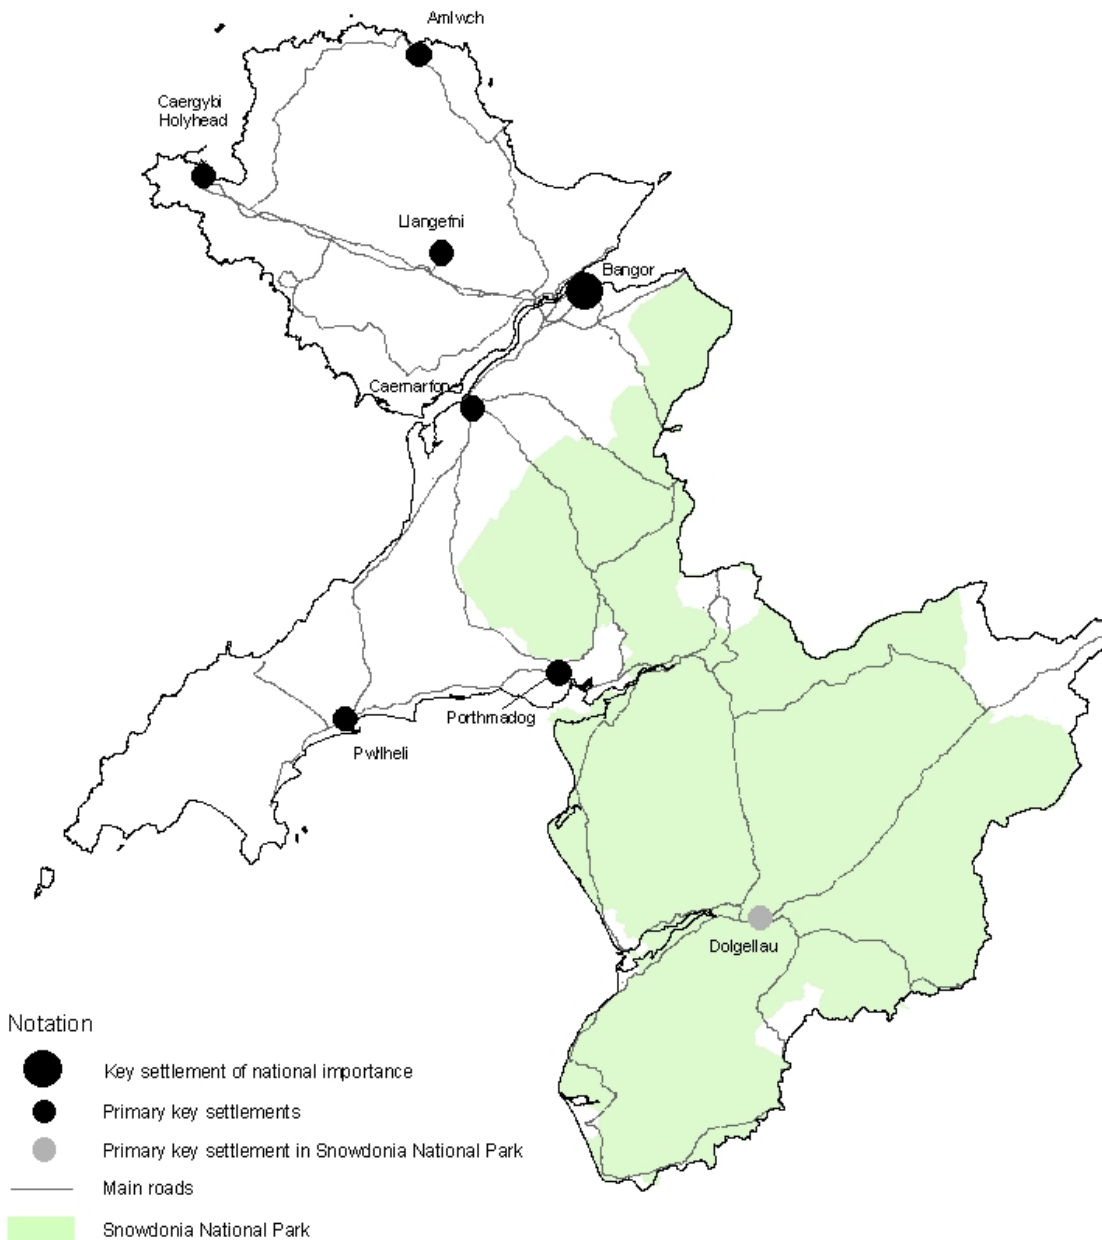 Amlwch
Caergybi
Holyhead
Llangefni
Bangor
Caernarfon
Porthmadog
Pwllheli
Dolgellau
Notation
Key settlement of national importance
Primary key settlements
Primary key settlement in Snowdonia National Park
Main roads
Snowdonia National Park